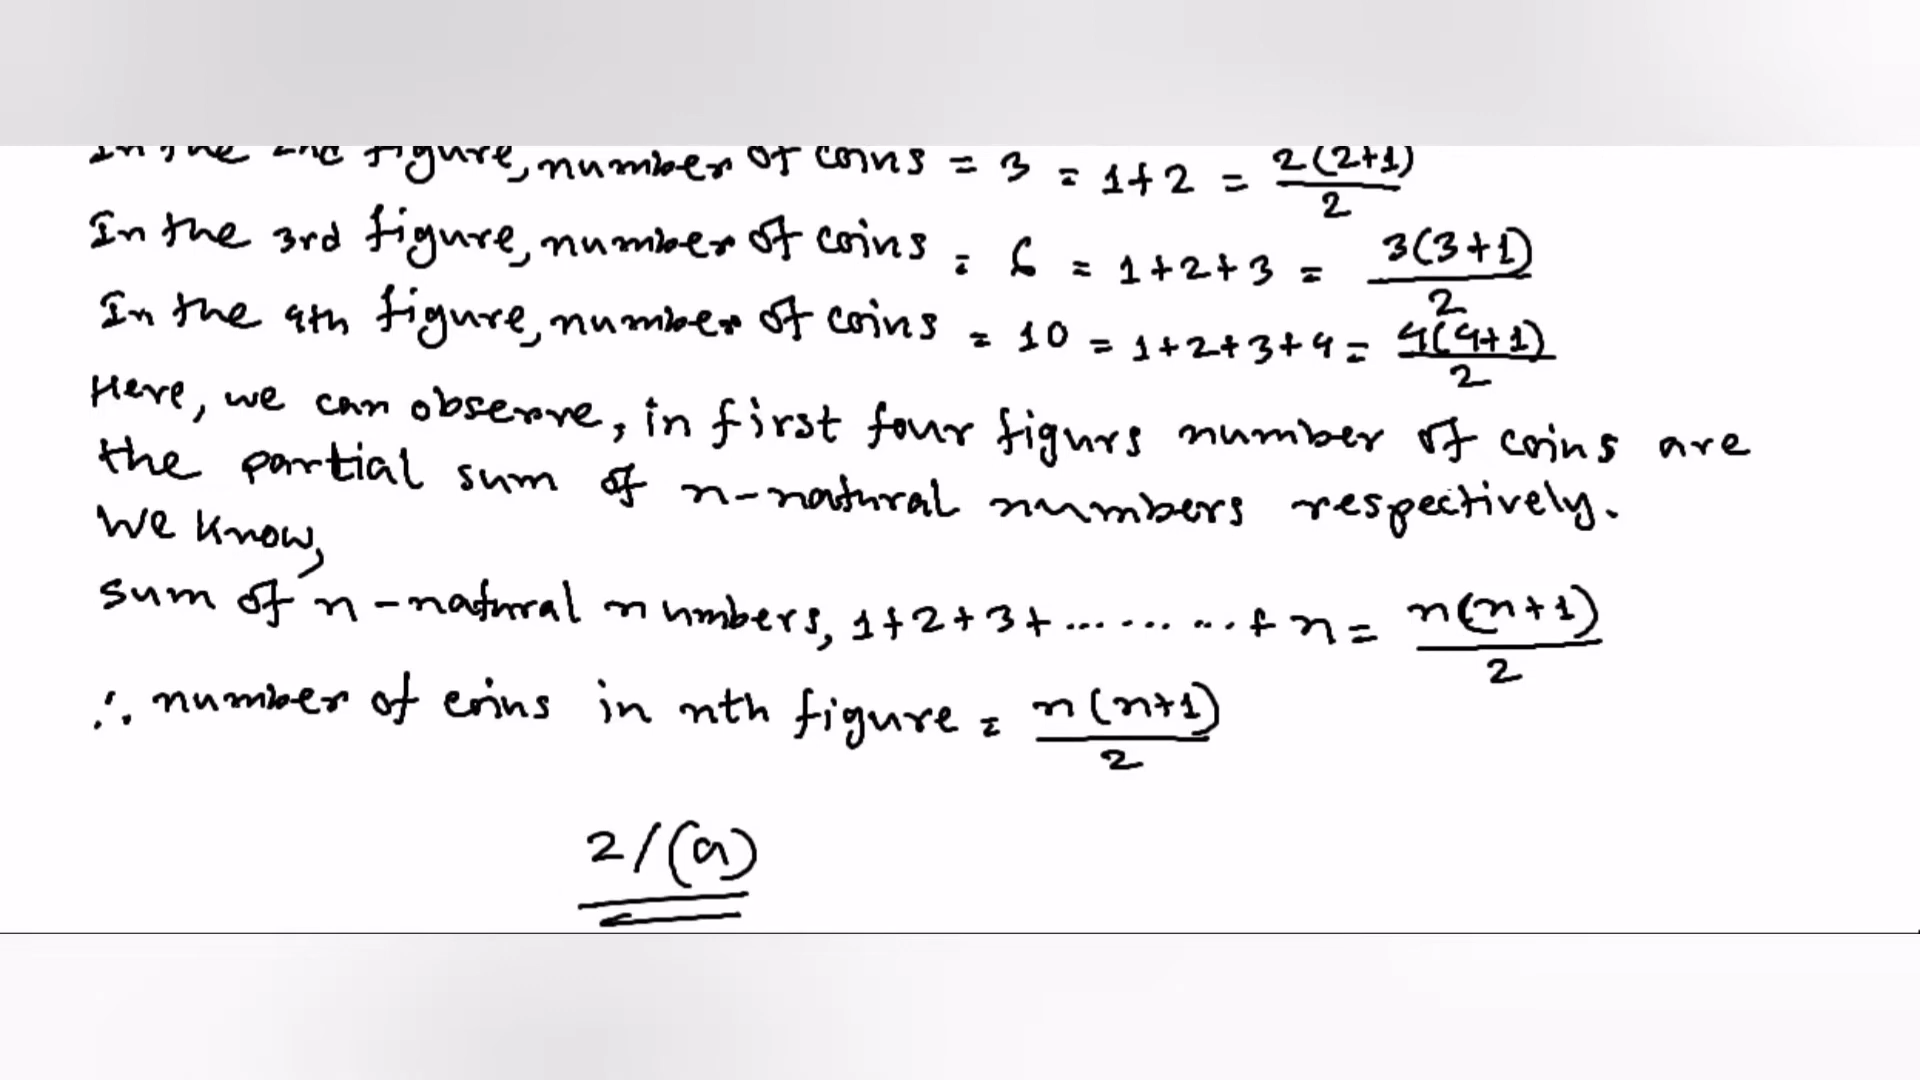 In the 2nd figure, number of coins = 3 = 1+2 = 2(2+1)/2
In the 3rd figure, number of coins = 6 = 1+2+3 = 3(3+1)/2
In the 4th figure, number of coins = 10 = 1+2+3+4 = 4(4+1)/2
Here, we can observe, in first four figurs number of coins are
the partial sum of n-natural numbers respectively.
We know,
sum of n-natural numbers, 1+2+3+.........+n = n(n+1)/2
∴ number of coins in nth figure = n(n+1)/2
2/(a)